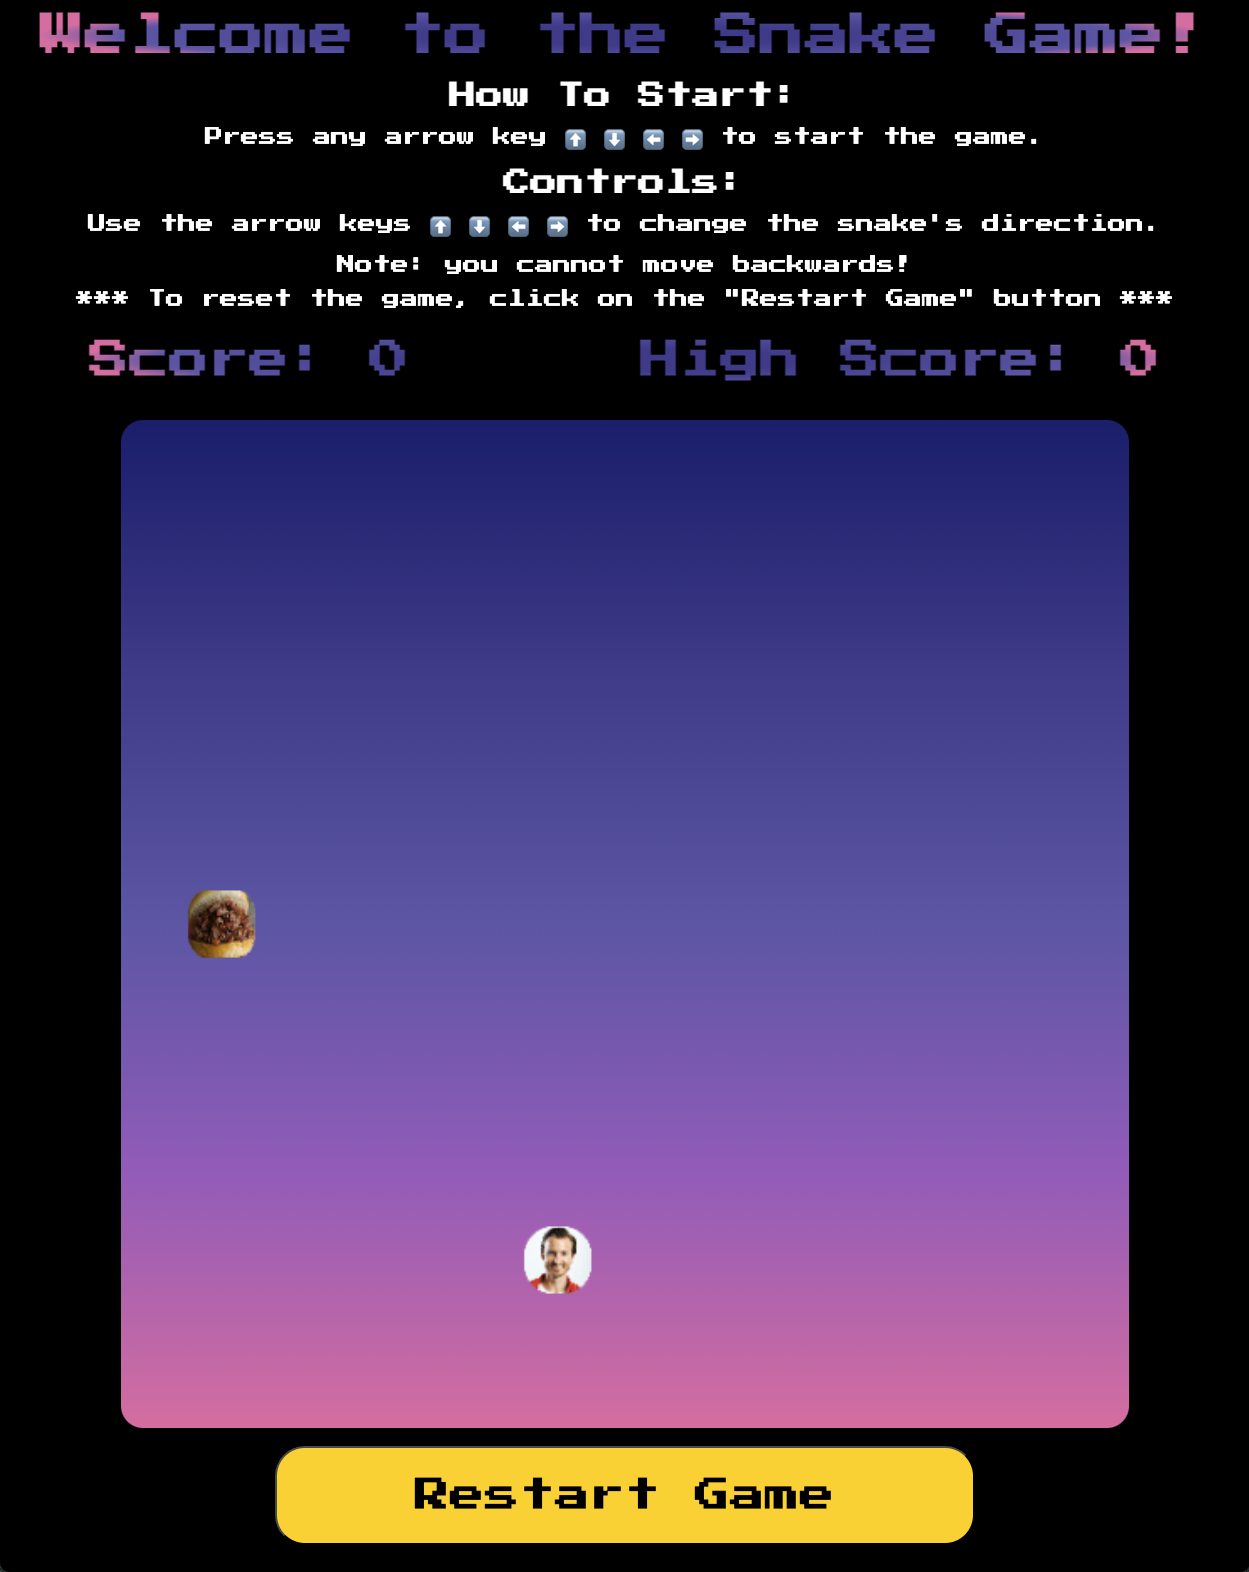 Welcome to the Snake Game!
How To Start:
Press any arrow key ⬆️ ⬇️ ⬅️ ➡️ to start the game.
Controls:
Use the arrow keys ⬆️ ⬇️ ⬅️ ➡️ to change the snake's direction.
Note: you cannot move backwards!
*** To reset the game, click on the "Restart Game" button ***
Score: 0 High Score: 0
Restart Game